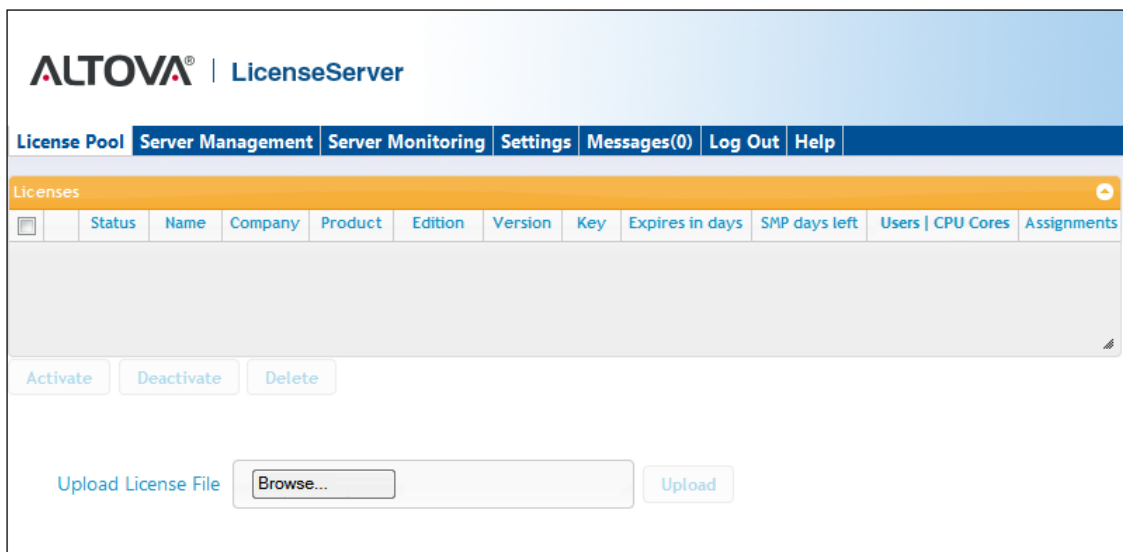 ALTOVA® | LicenseServer
License Pool Server Management Server Monitoring Settings Messages(0) Log Out Help
Licenses
Status Name Company Product Edition Version Key Expires in days SMP days left Users | CPU Cores Assignments
Activate Deactivate Delete
Upload License File Browse... Upload